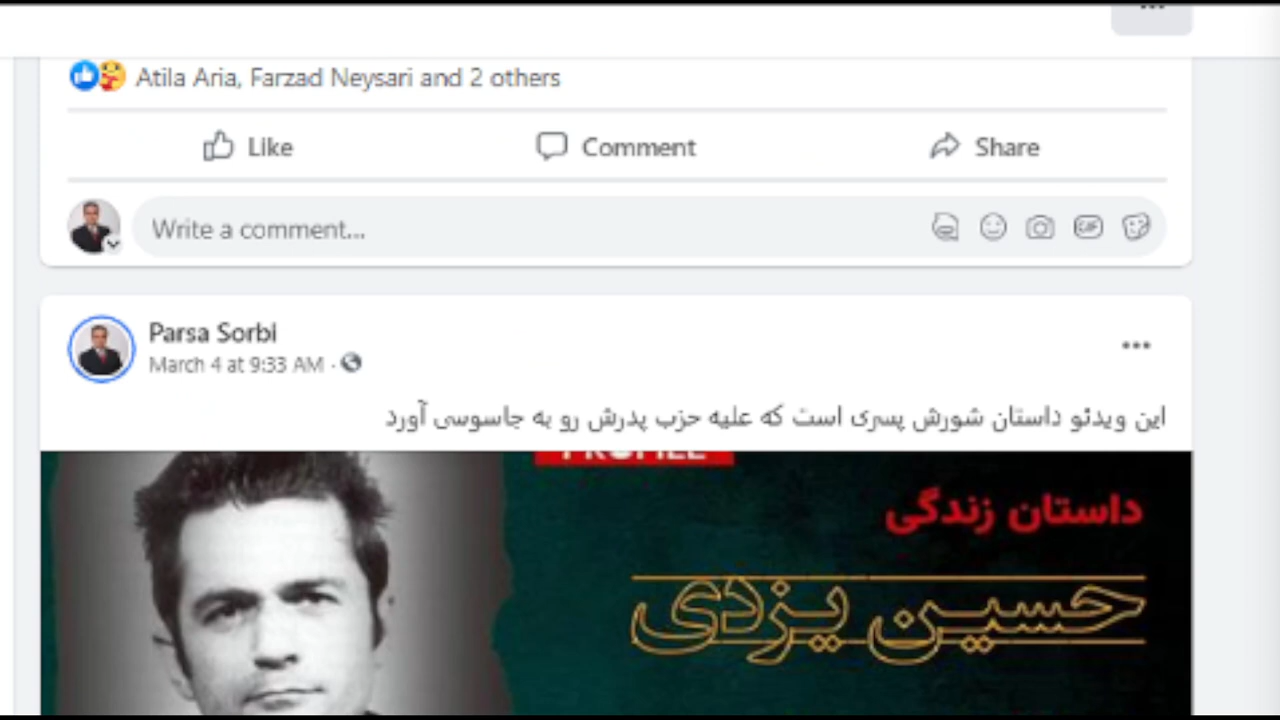 Atila Aria, Farzad Neysari and 2 others
Like Comment Share
Write a comment...
GIF
Parsa Sorbi
March 4 at 9:33 AM ·
این ویدئو داستان شورش پسری است که علیه حزب پدرش رو به جاسوسی آورد
PROFILE
داستان زندگی
حسین یزدی